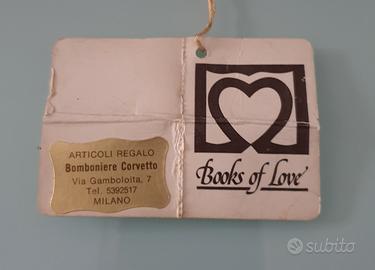 ARTICOLI REGALO
Bomboniere Corvetto
Via Gamboloita, 7
Tel. 5392517
MILANO
Books of Love
subito